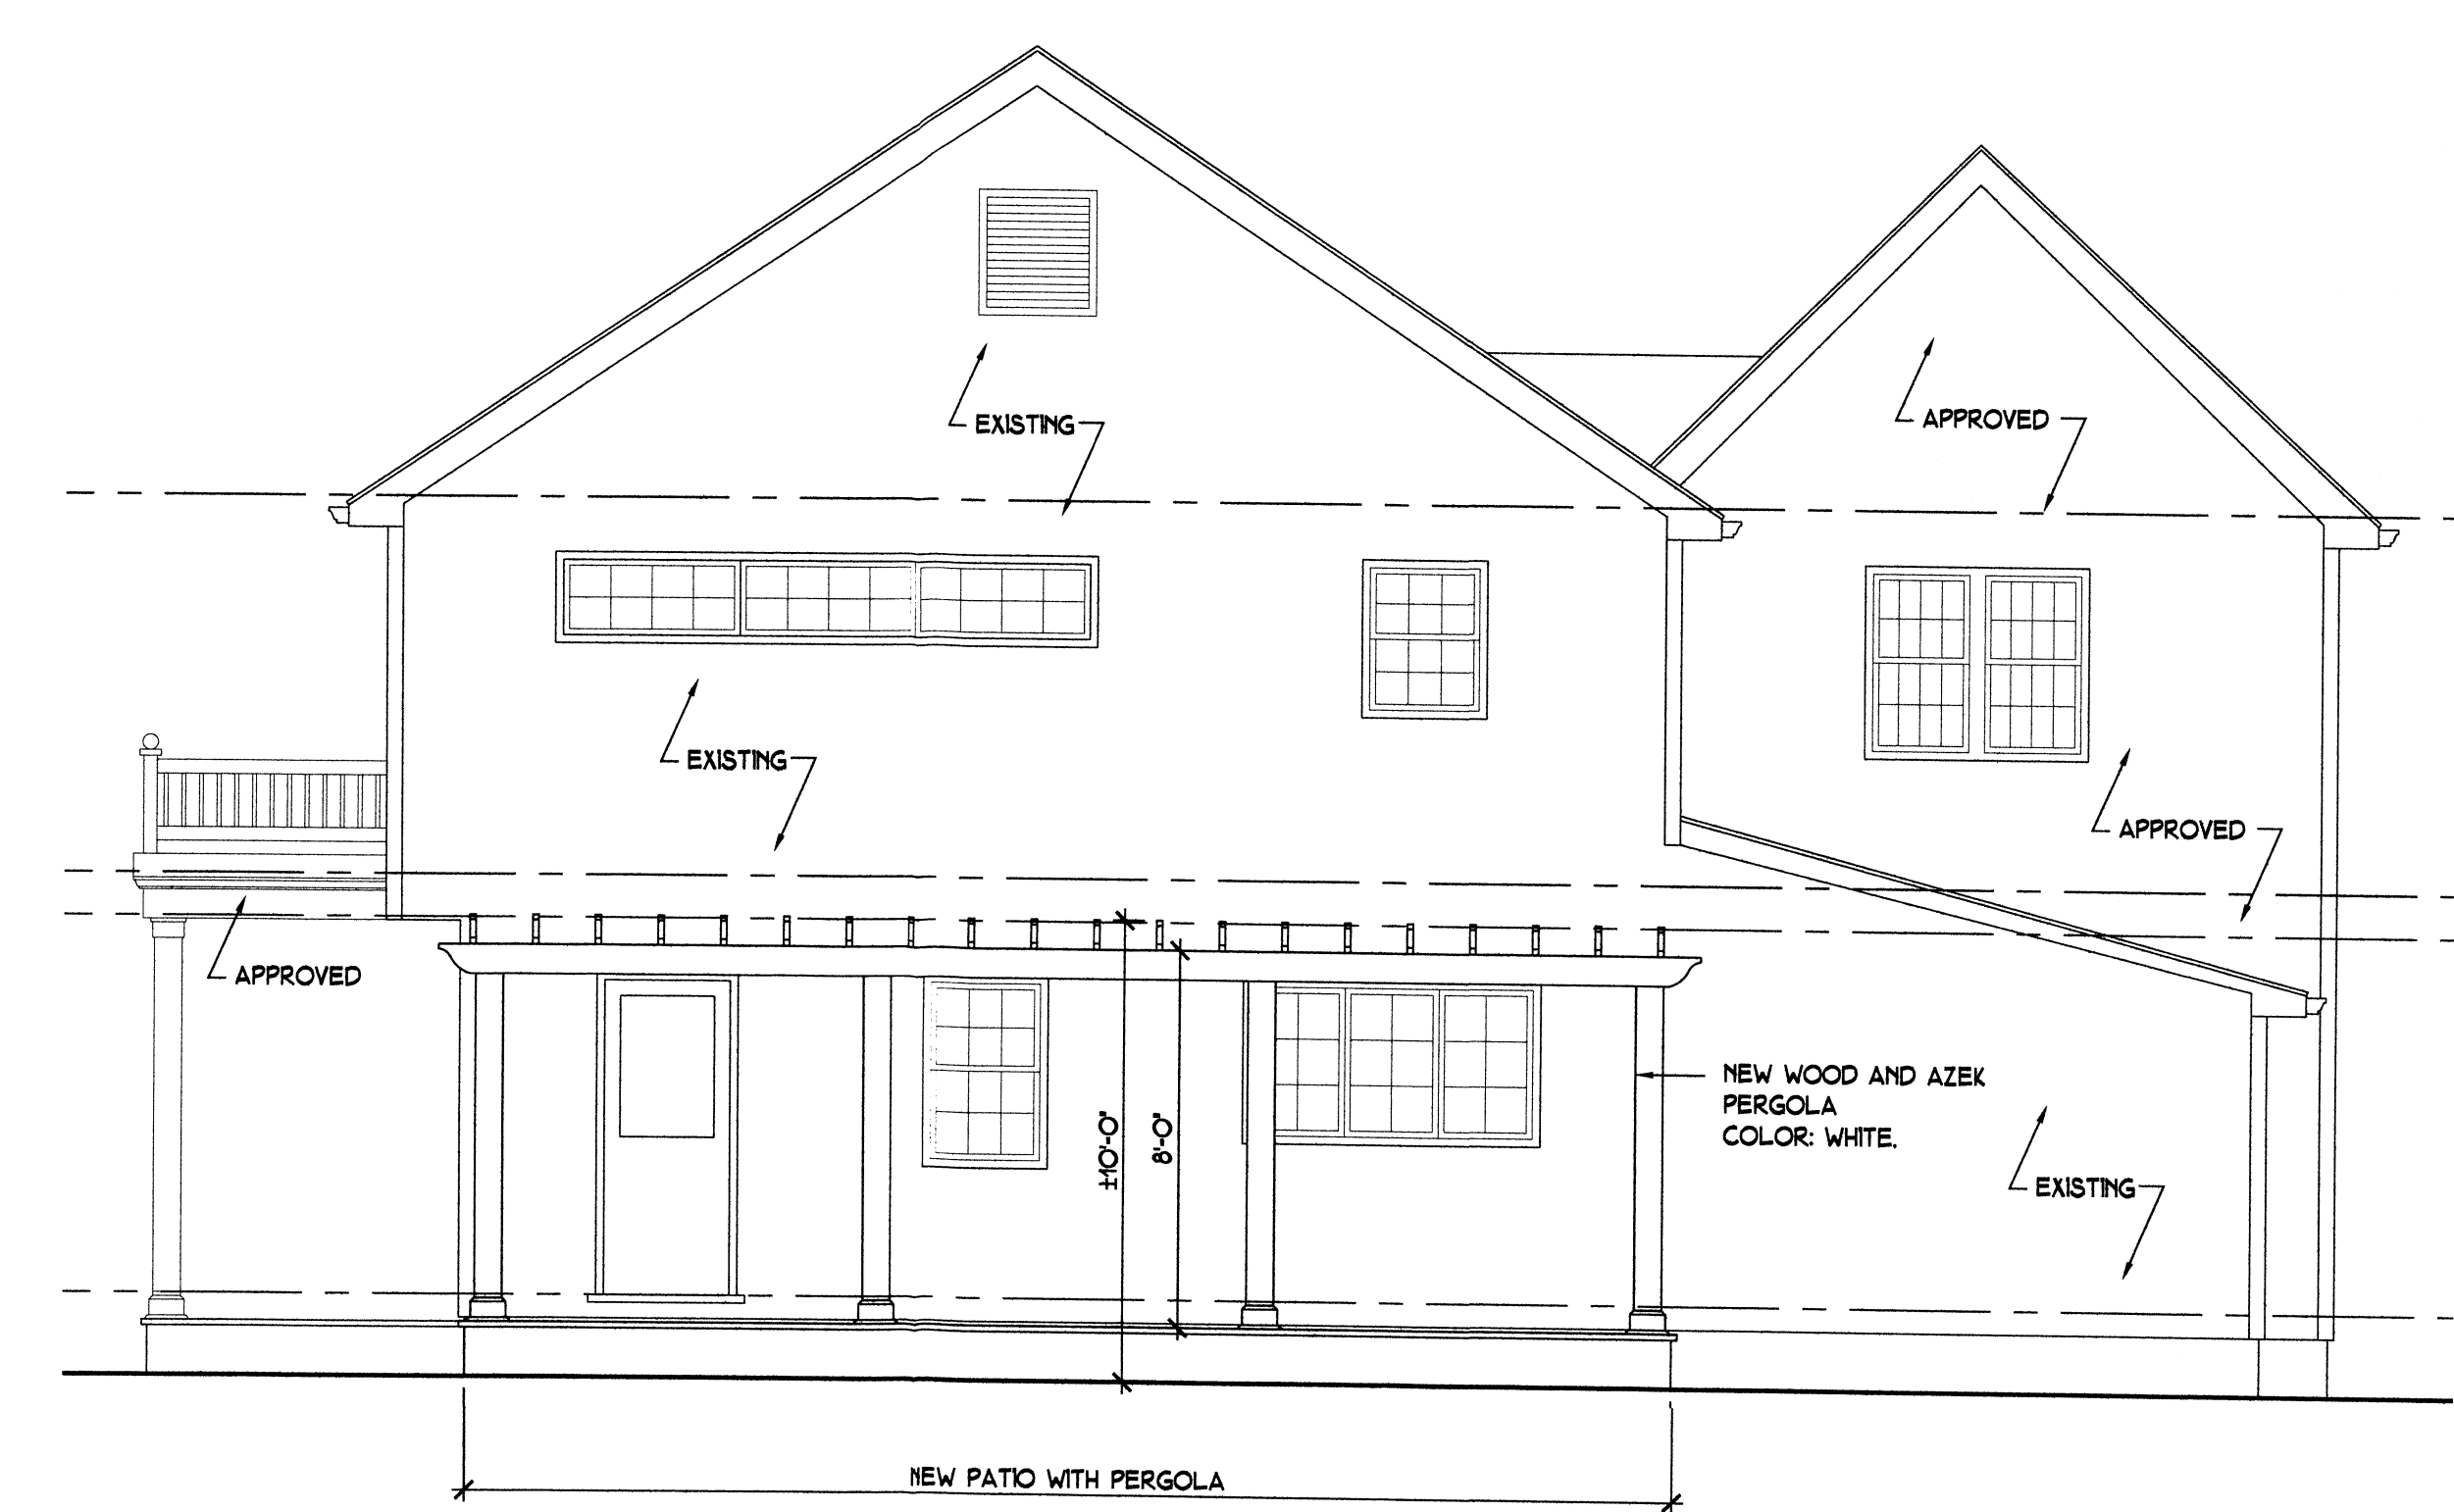 EXISTING
APPROVED
EXISTING
APPROVED
APPROVED
±10'-0"
8'-0"
NEW WOOD AND AZEK
PERGOLA
COLOR: WHITE.
EXISTING
NEW PATIO WITH PERGOLA